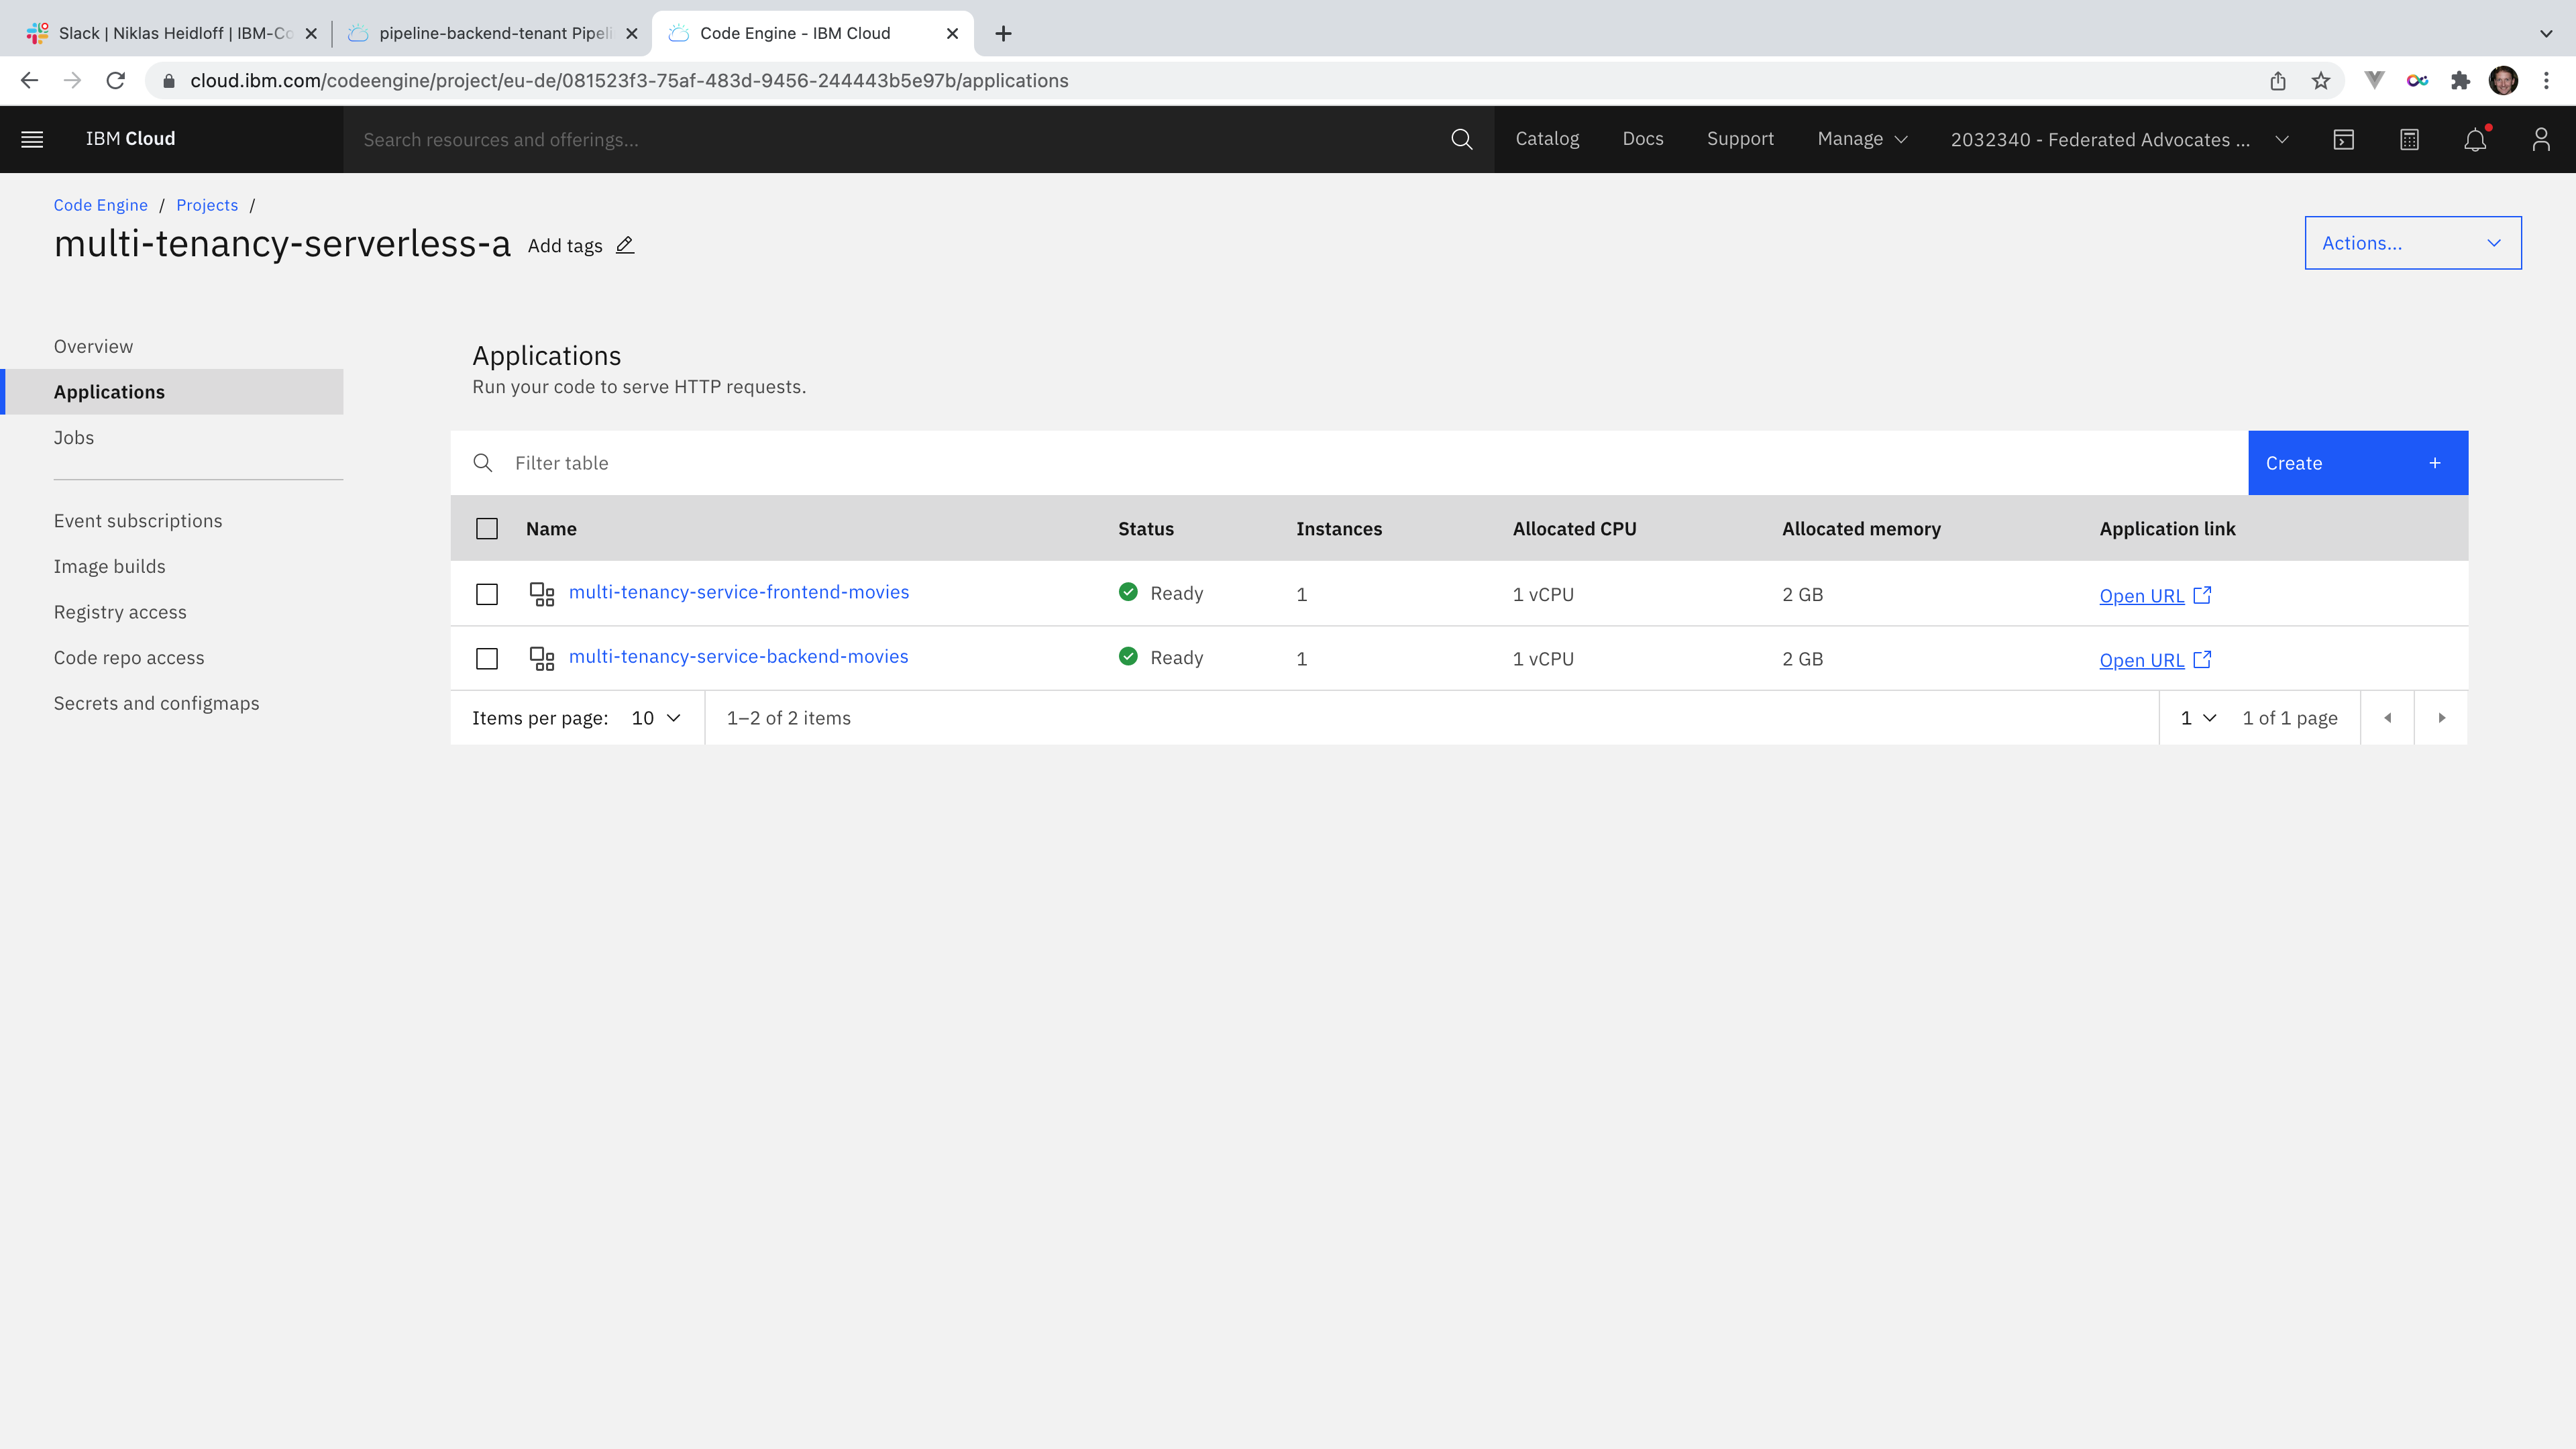 Slack | Niklas Heidloff | IBM-Co
pipeline-backend-tenant Pipeli
Code Engine - IBM Cloud
cloud.ibm.com/codeengine/project/eu-de/081523f3-75af-483d-9456-244443b5e97b/applications
IBM Cloud
Search resources and offerings...
Catalog
Docs
Support
Manage
2032340 - Federated Advocates ...
Code Engine / Projects /
multi-tenancy-serverless-a
Add tags
Actions...
Overview
Applications
Jobs
Event subscriptions
Image builds
Registry access
Code repo access
Secrets and configmaps
Applications
Run your code to serve HTTP requests.
Filter table
Create +
Name Status Instances Allocated CPU Allocated memory Application link
multi-tenancy-service-frontend-movies Ready 1 1 vCPU 2 GB Open URL
multi-tenancy-service-backend-movies Ready 1 1 vCPU 2 GB Open URL
Items per page: 10 1–2 of 2 items 1 1 of 1 page